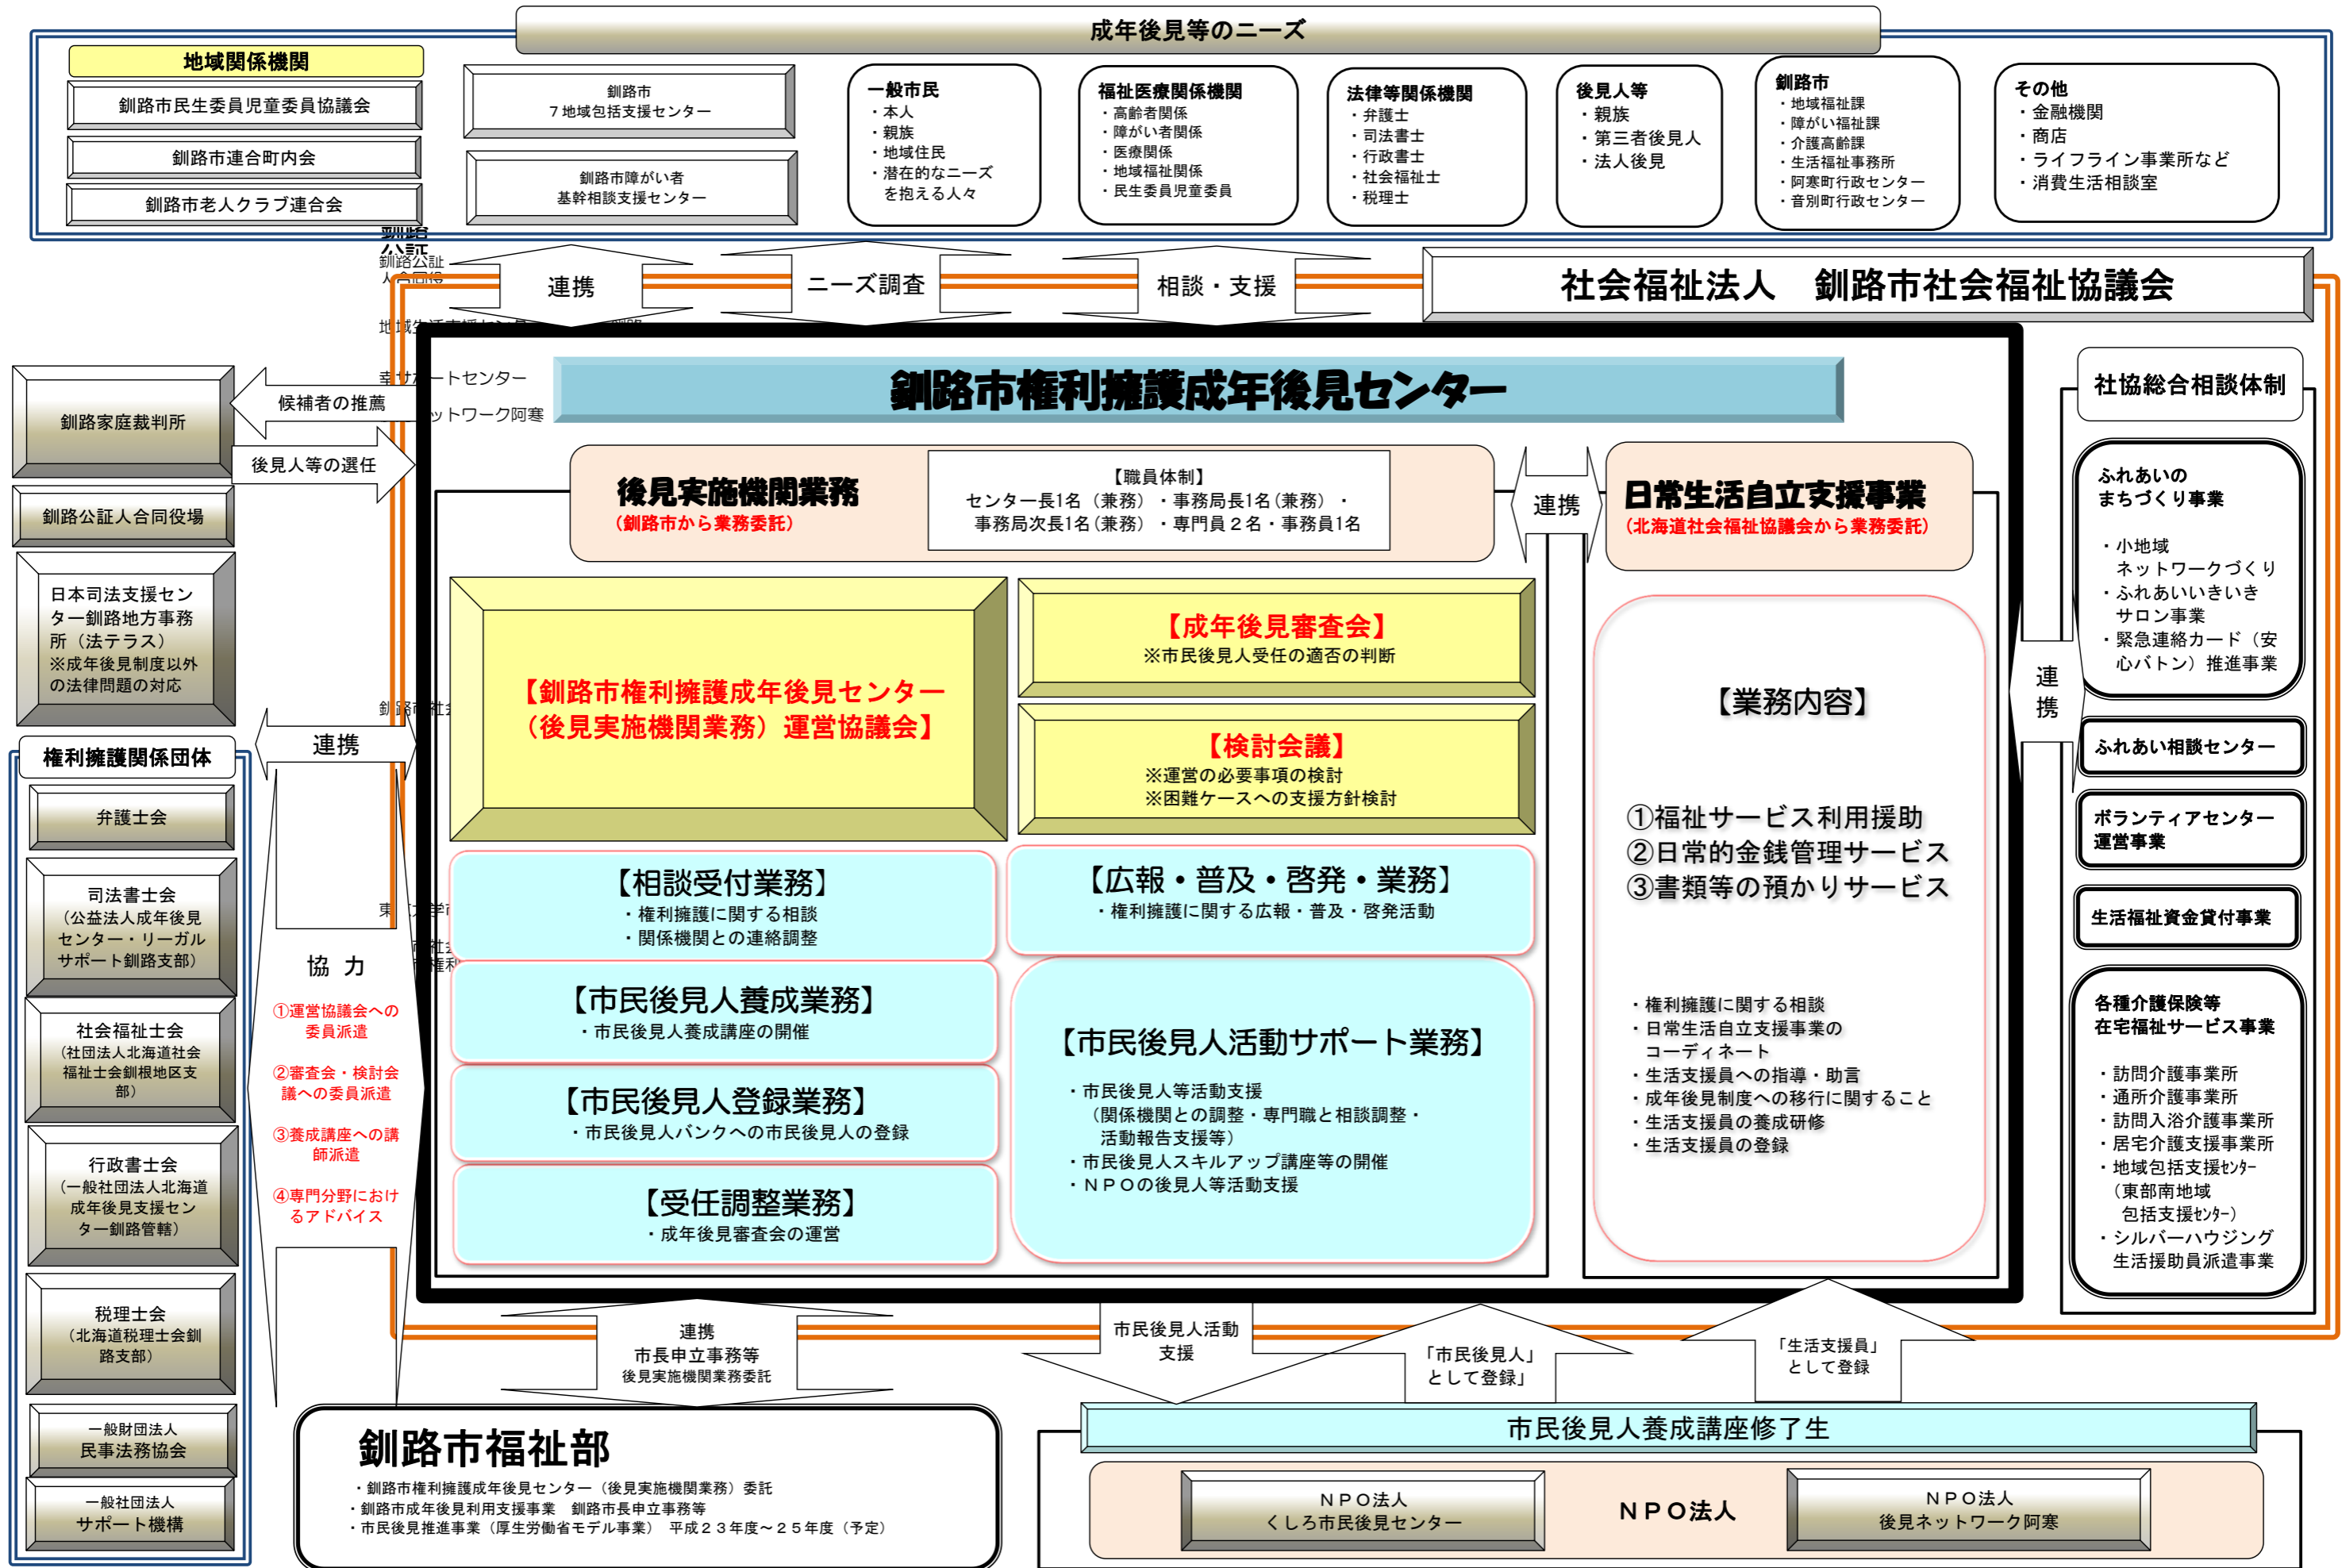 成年後見等のニーズ
地域関係機関
釧路市民生委員児童委員協議会
釧路市連合町内会
釧路市老人クラブ連合会
釧路市
７地域包括支援センター
釧路市障がい者
基幹相談支援センター
一般市民
・本人
・親族
・地域住民
・潜在的なニーズ
を抱える人々
福祉医療関係機関
・高齢者関係
・障がい者関係
・医療関係
・地域福祉関係
・民生委員児童委員
法律等関係機関
・弁護士
・司法書士
・行政書士
・社会福祉士
・税理士
後見人等
・親族
・第三者後見人
・法人後見
釧路市
・地域福祉課
・障がい福祉課
・介護高齢課
・生活福祉事務所
・阿寒町行政センター
・音別町行政センター
その他
・金融機関
・商店
・ライフライン事業所など
・消費生活相談室
釧路
公証
釧路公証
連携
ニーズ調査
相談・支援
社会福祉法人　釧路市社会福祉協議会
釧路市権利擁護成年後見センター
ートセンター
ットワーク阿寒
釧路家庭裁判所
候補者の推薦
後見人等の選任
釧路公証人合同役場
日本司法支援セン
ター釧路地方事務
所（法テラス）
※成年後見制度以外
の法律問題の対応
連携
権利擁護関係団体
弁護士会
司法書士会
（公益法人成年後見
センター・リーガル
サポート釧路支部）
社会福祉士会
（社団法人北海道社会
福祉士会釧根地区支
部）
行政書士会
（一般社団法人北海道
成年後見支援セン
ター釧路管轄）
税理士会
（北海道税理士会釧
路支部）
一般財団法人
民事法務協会
一般社団法人
サポート機構
協 力
①運営協議会への
委員派遣
②審査会・検討会
議への委員派遣
③養成講座への講
師派遣
④専門分野におけ
るアドバイス
後見実施機関業務
（釧路市から業務委託）
【職員体制】
センター長1名（兼務）・事務局長1名(兼務）・
事務局次長1名(兼務）・専門員２名・事務員1名
連携
日常生活自立支援事業
（北海道社会福祉協議会から業務委託）
【釧路市権利擁護成年後見センター
（後見実施機関業務）運営協議会】
【成年後見審査会】
※市民後見人受任の適否の判断
【検討会議】
※運営の必要事項の検討
※困難ケースへの支援方針検討
【相談受付業務】
・権利擁護に関する相談
・関係機関との連絡調整
【広報・普及・啓発・業務】
・権利擁護に関する広報・普及・啓発活動
【市民後見人養成業務】
・市民後見人養成講座の開催
【市民後見人登録業務】
・市民後見人バンクへの市民後見人の登録
【受任調整業務】
・成年後見審査会の運営
【市民後見人活動サポート業務】
・市民後見人等活動支援
（関係機関との調整・専門職と相談調整・
活動報告支援等）
・市民後見人スキルアップ講座等の開催
・ＮＰＯの後見人等活動支援
【業務内容】
①福祉サービス利用援助
②日常的金銭管理サービス
③書類等の預かりサービス
・権利擁護に関する相談
・日常生活自立支援事業の
コーディネート
・生活支援員への指導・助言
・成年後見制度への移行に関すること
・生活支援員の養成研修
・生活支援員の登録
連
携
社協総合相談体制
ふれあいの
まちづくり事業
・小地域
ネットワークづくり
・ふれあいいきいき
サロン事業
・緊急連絡カード（安
心バトン）推進事業
ふれあい相談センター
ボランティアセンター
運営事業
生活福祉資金貸付事業
各種介護保険等
在宅福祉サービス事業
・訪問介護事業所
・通所介護事業所
・訪問入浴介護事業所
・居宅介護支援事業所
・地域包括支援ｾﾝﾀｰ
（東部南地域
包括支援ｾﾝﾀｰ）
・シルバーハウジング
生活援助員派遣事業
連携
市長申立事務等
後見実施機関業務委託
市民後見人活動
支援
「市民後見人」
として登録」
「生活支援員」
として登録
釧路市福祉部
・釧路市権利擁護成年後見センター（後見実施機関業務）委託
・釧路市成年後見利用支援事業　釧路市長申立事務等
・市民後見推進事業（厚生労働省モデル事業）　平成２３年度～２５年度（予定）
市民後見人養成講座修了生
ＮＰＯ法人
くしろ市民後見センター
ＮＰＯ法人
ＮＰＯ法人
後見ネットワーク阿寒